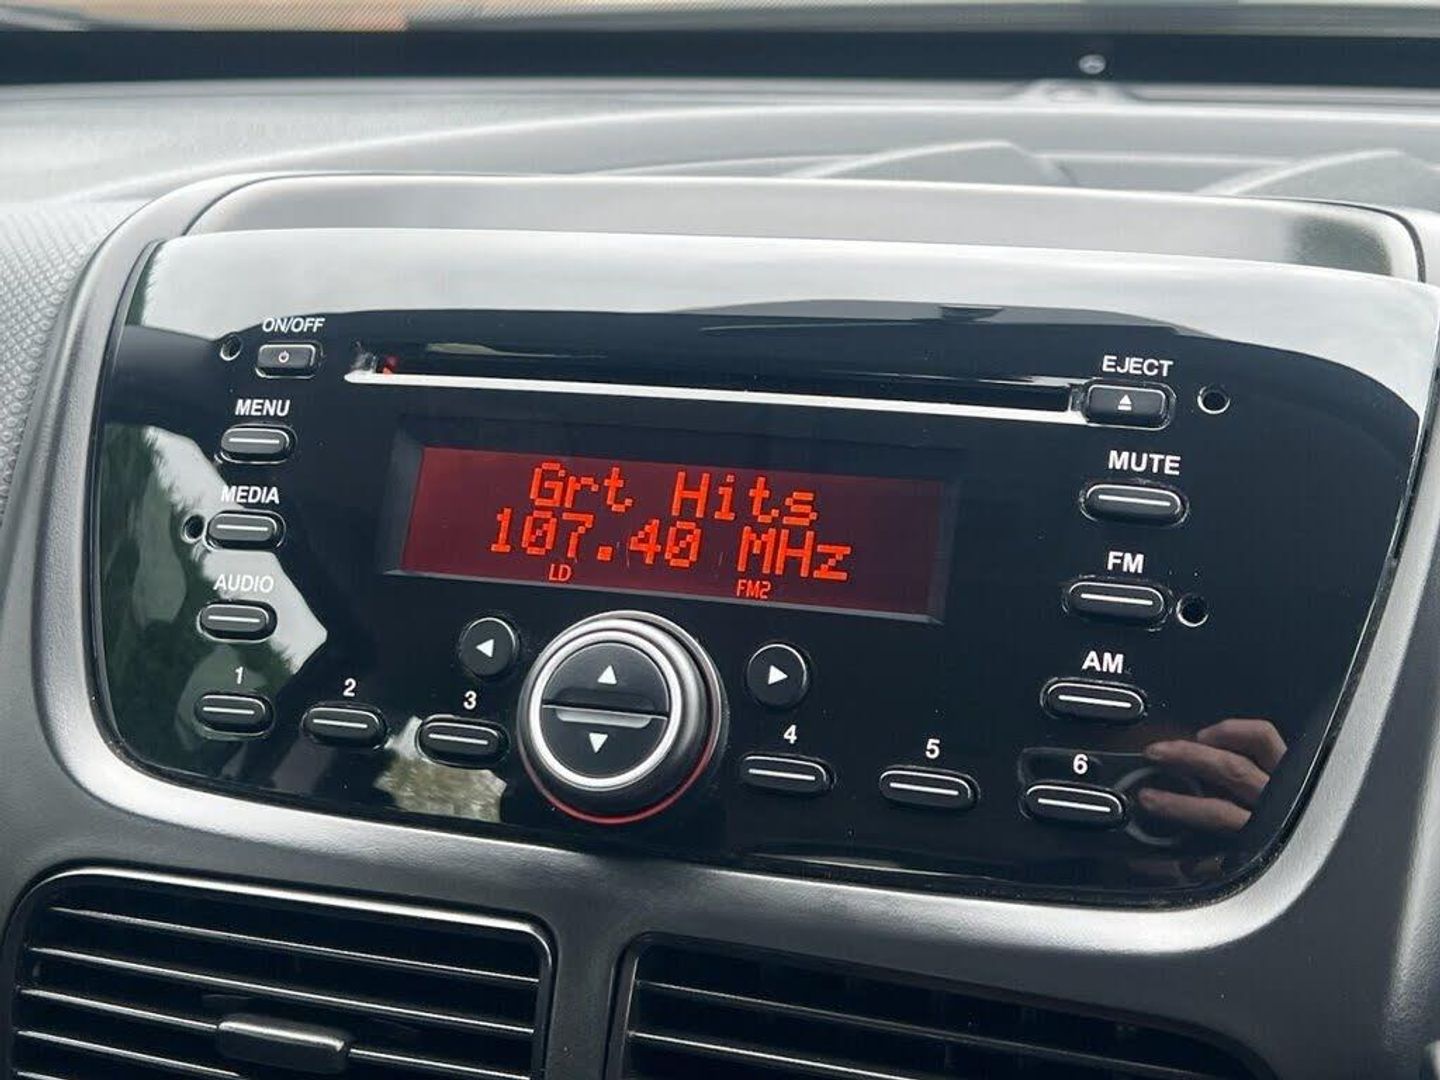 ON/OFF
EJECT
MENU
MUTE
MEDIA
Grt Hits
107.40 MHz
LD FM2
FM
AUDIO
AM
1 2 3 4 5 6